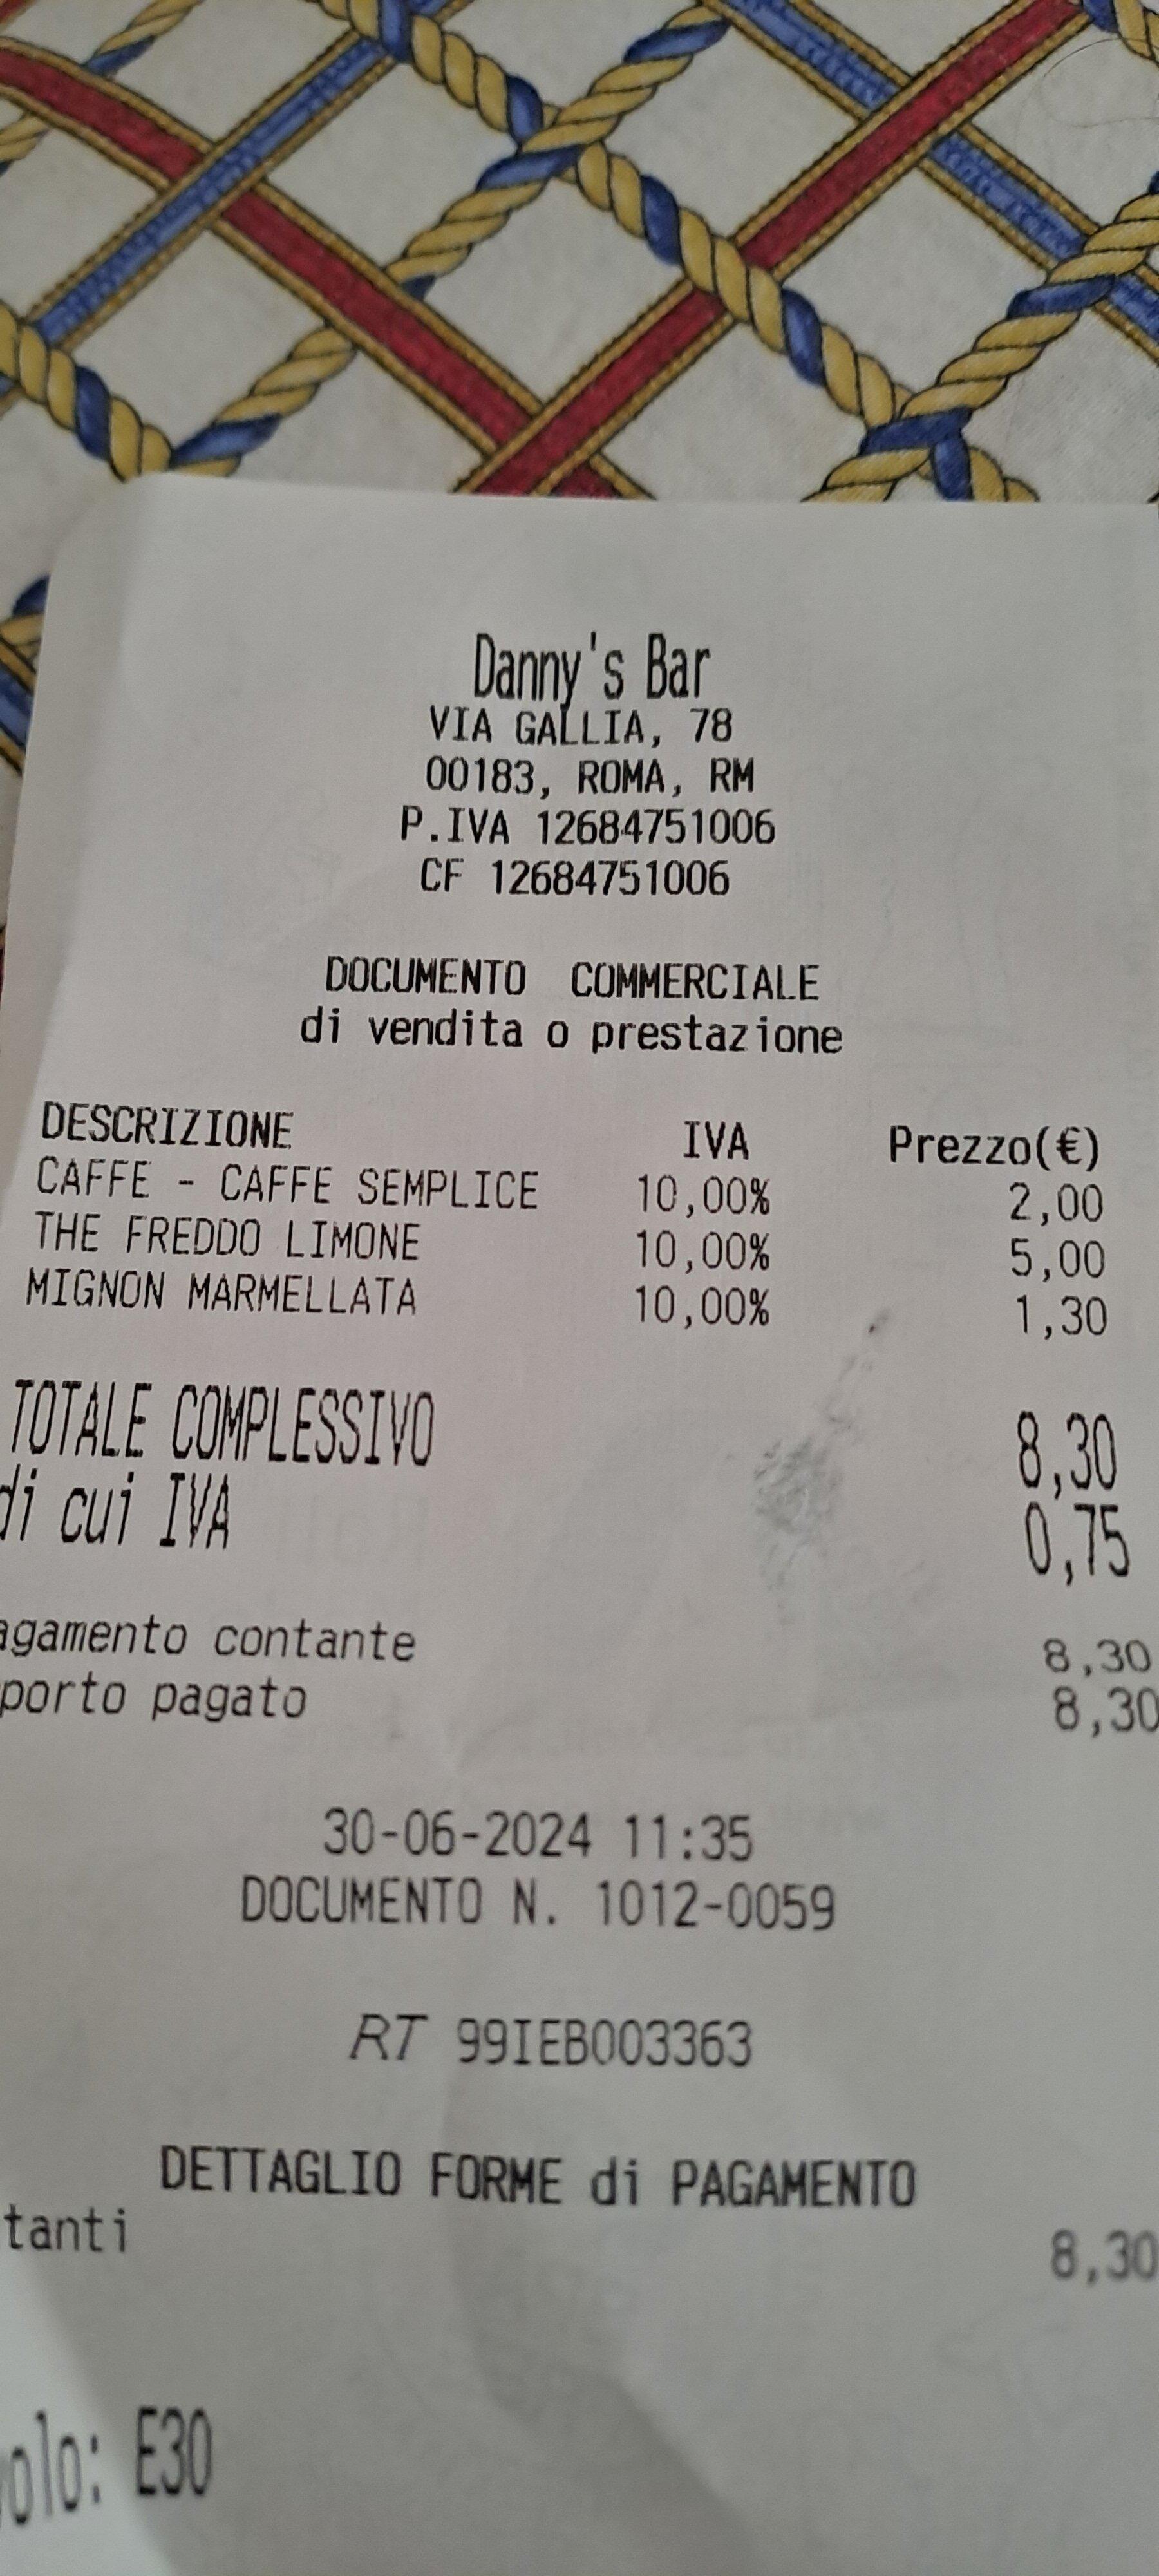 Danny's Bar
VIA GALLIA, 78
00183, ROMA, RM
P.IVA 12684751006
CF 12684751006
DOCUMENTO COMMERCIALE
di vendita o prestazione
DESCRIZIONE IVA Prezzo(€)
CAFFE - CAFFE SEMPLICE 10,00% 2,00
THE FREDDO LIMONE 10,00% 5,00
MIGNON MARMELLATA 10,00% 1,30
TOTALE COMPLESSIVO 8,30
di cui IVA 0,75
agamento contante 8,30
porto pagato 8,30
30-06-2024 11:35
DOCUMENTO N. 1012-0059
RT 99IEB003363
DETTAGLIO FORME di PAGAMENTO
tanti 8,30
olo: E30